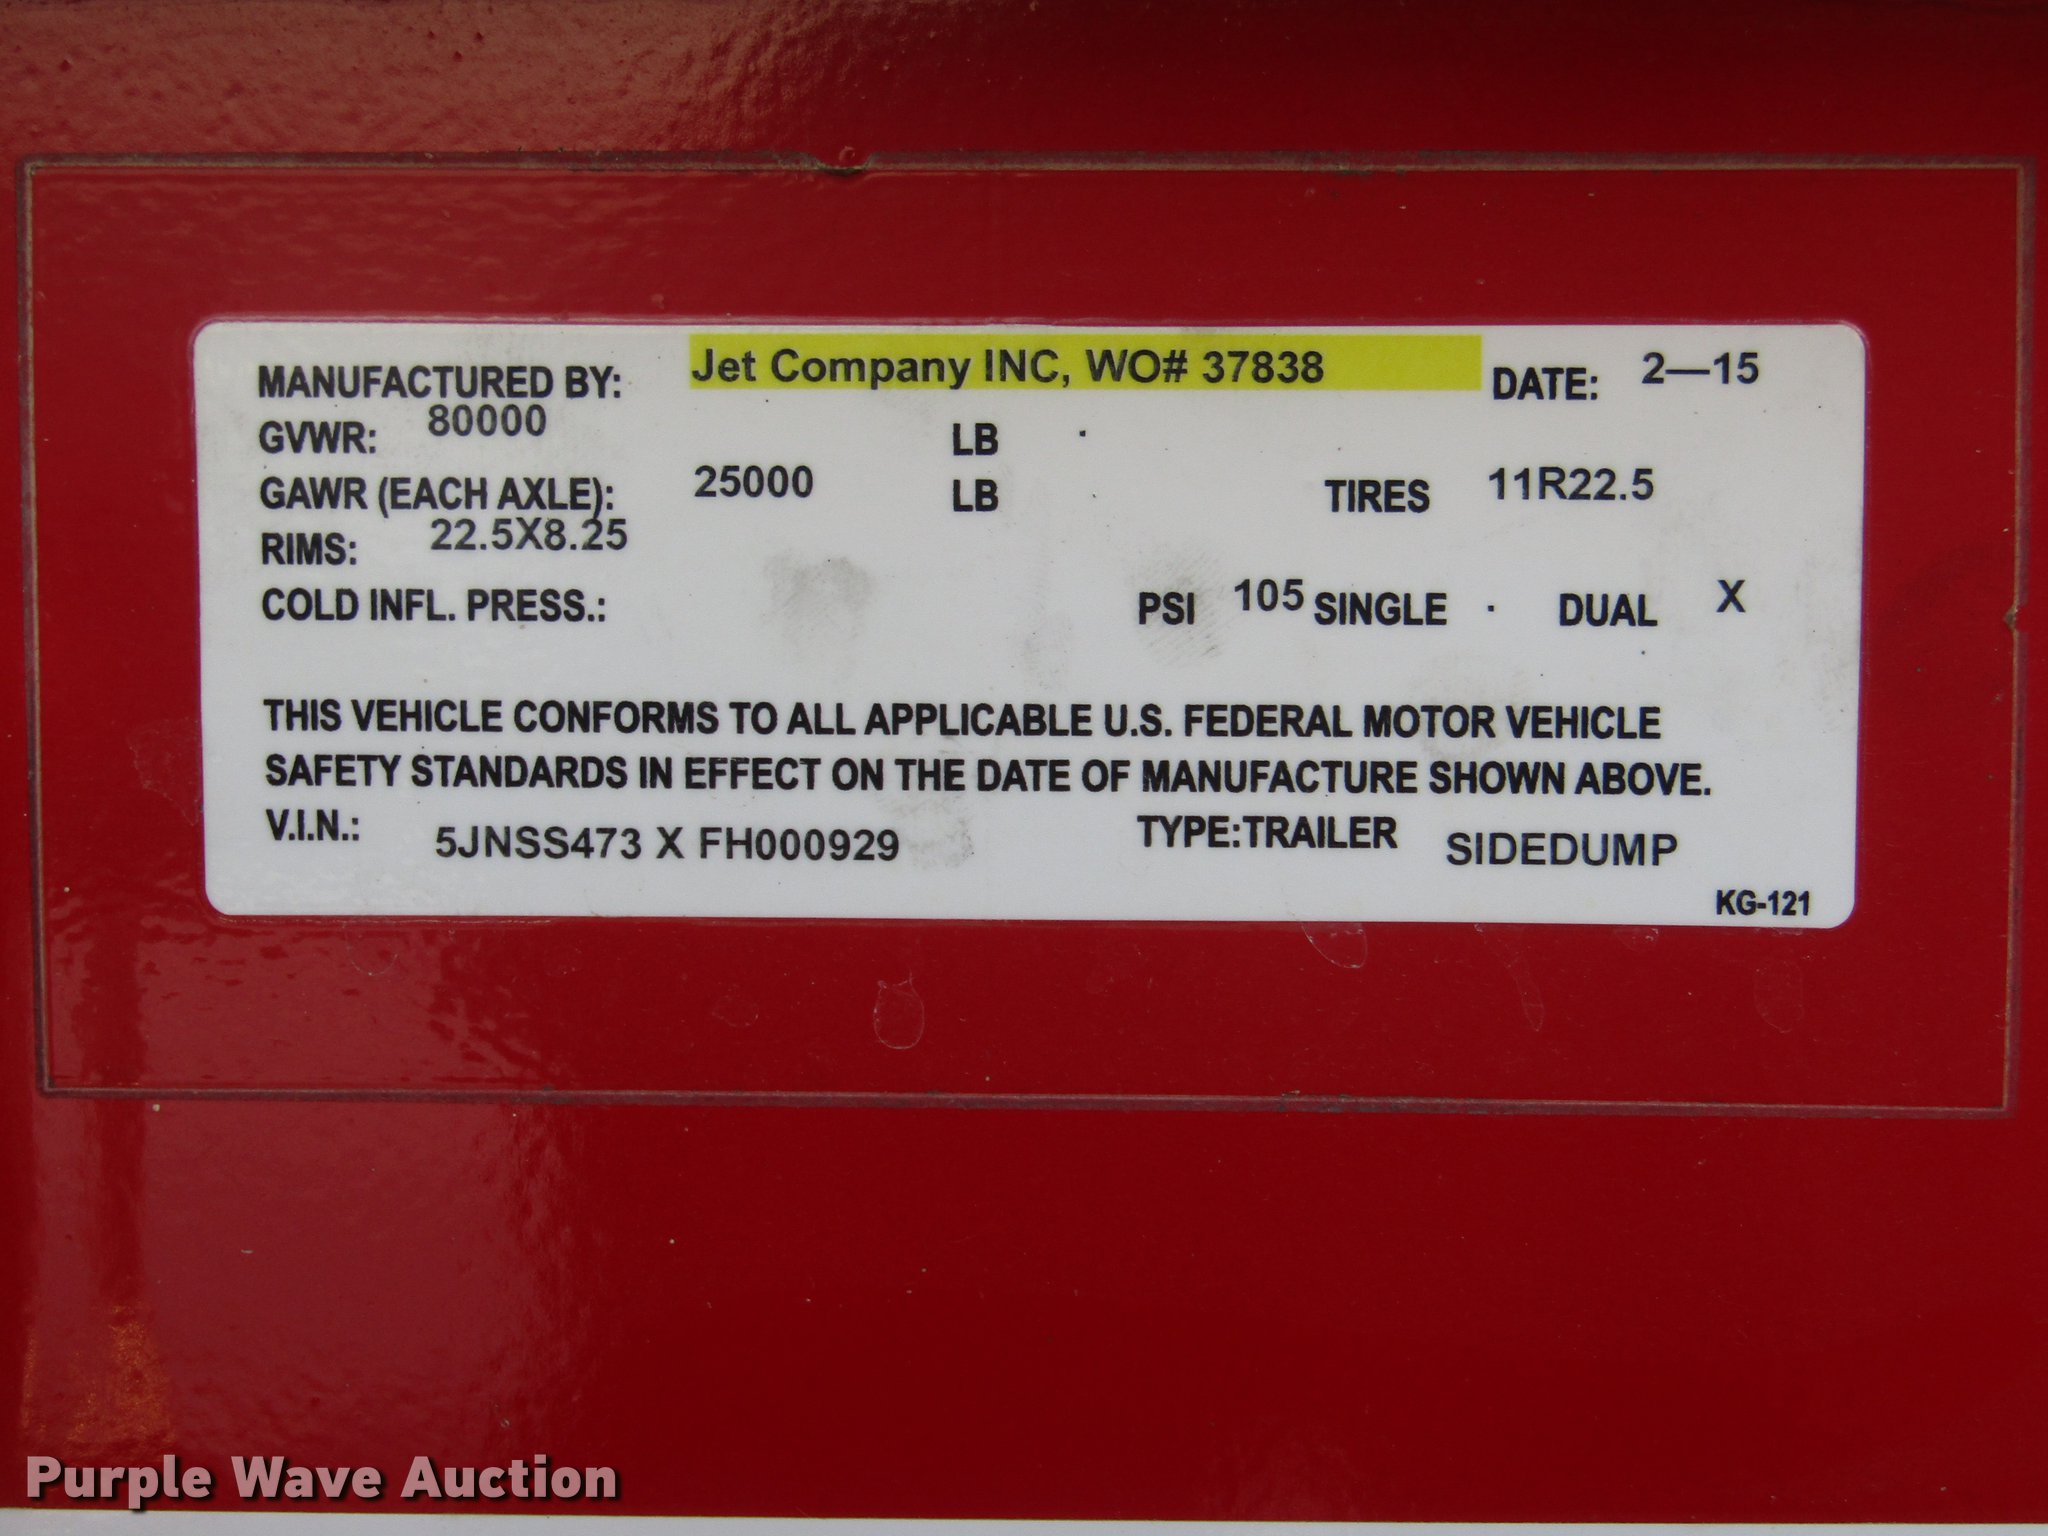 MANUFACTURED BY: Jet Company INC, WO# 37838 DATE: 2—15
GVWR: 80000 LB .
GAWR (EACH AXLE): 25000 LB . TIRES 11R22.5
RIMS: 22.5X8.25
COLD INFL. PRESS.: PSI 105 SINGLE . DUAL X
THIS VEHICLE CONFORMS TO ALL APPLICABLE U.S. FEDERAL MOTOR VEHICLE
SAFETY STANDARDS IN EFFECT ON THE DATE OF MANUFACTURE SHOWN ABOVE.
V.I.N.: 5JNSS473 X FH000929 TYPE:TRAILER SIDEDUMP
KG-121
Purple Wave Auction